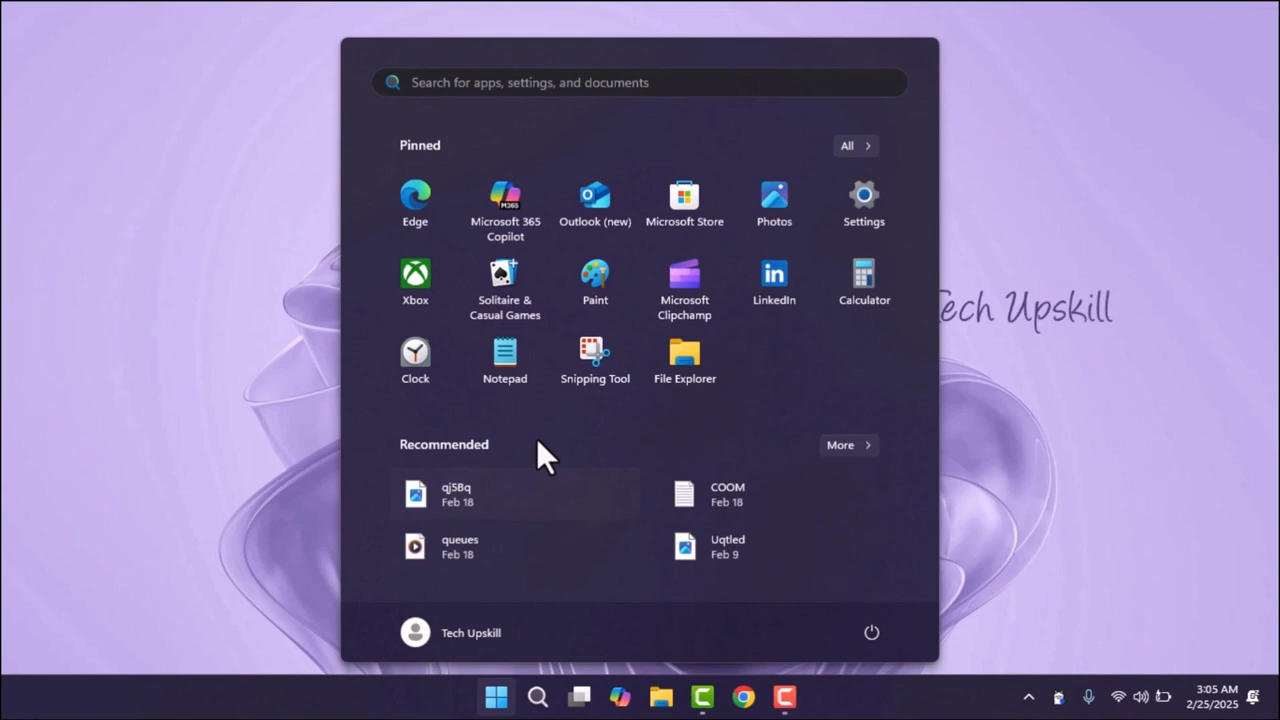 Search for apps, settings, and documents
Pinned
All
Edge
Microsoft 365 Copilot
M365
Outlook (new)
Microsoft Store
Photos
Settings
Xbox
Solitaire & Casual Games
Paint
Microsoft Clipchamp
LinkedIn
Calculator
Clock
Notepad
Snipping Tool
File Explorer
Tech Upskill
Recommended
More
qj5Bq
Feb 18
COOM
Feb 18
queues
Feb 18
Uqtled
Feb 9
Tech Upskill
3:05 AM
2/25/2025